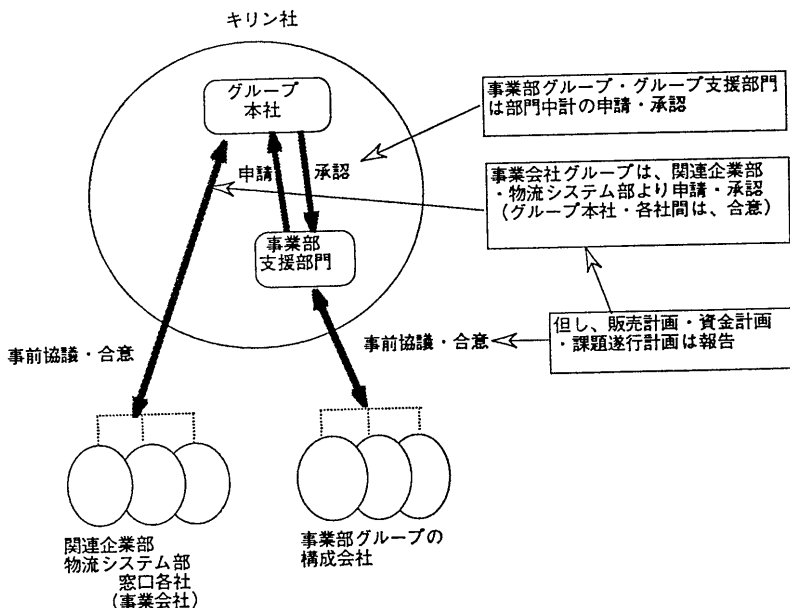 キリン社
グループ
本社
申請
承認
事業部
支援部門
事業部グループ・グループ支援部門
は部門中計の申請・承認
事業会社グループは、関連企業部
・物流システム部より申請・承認
（グループ本社・各社間は、合意）
但し、販売計画・資金計画
・課題遂行計画は報告
事前協議・合意
事前協議・合意
関連企業部
物流システム部
窓口各社
（事業会社）
事業部グループの
構成会社